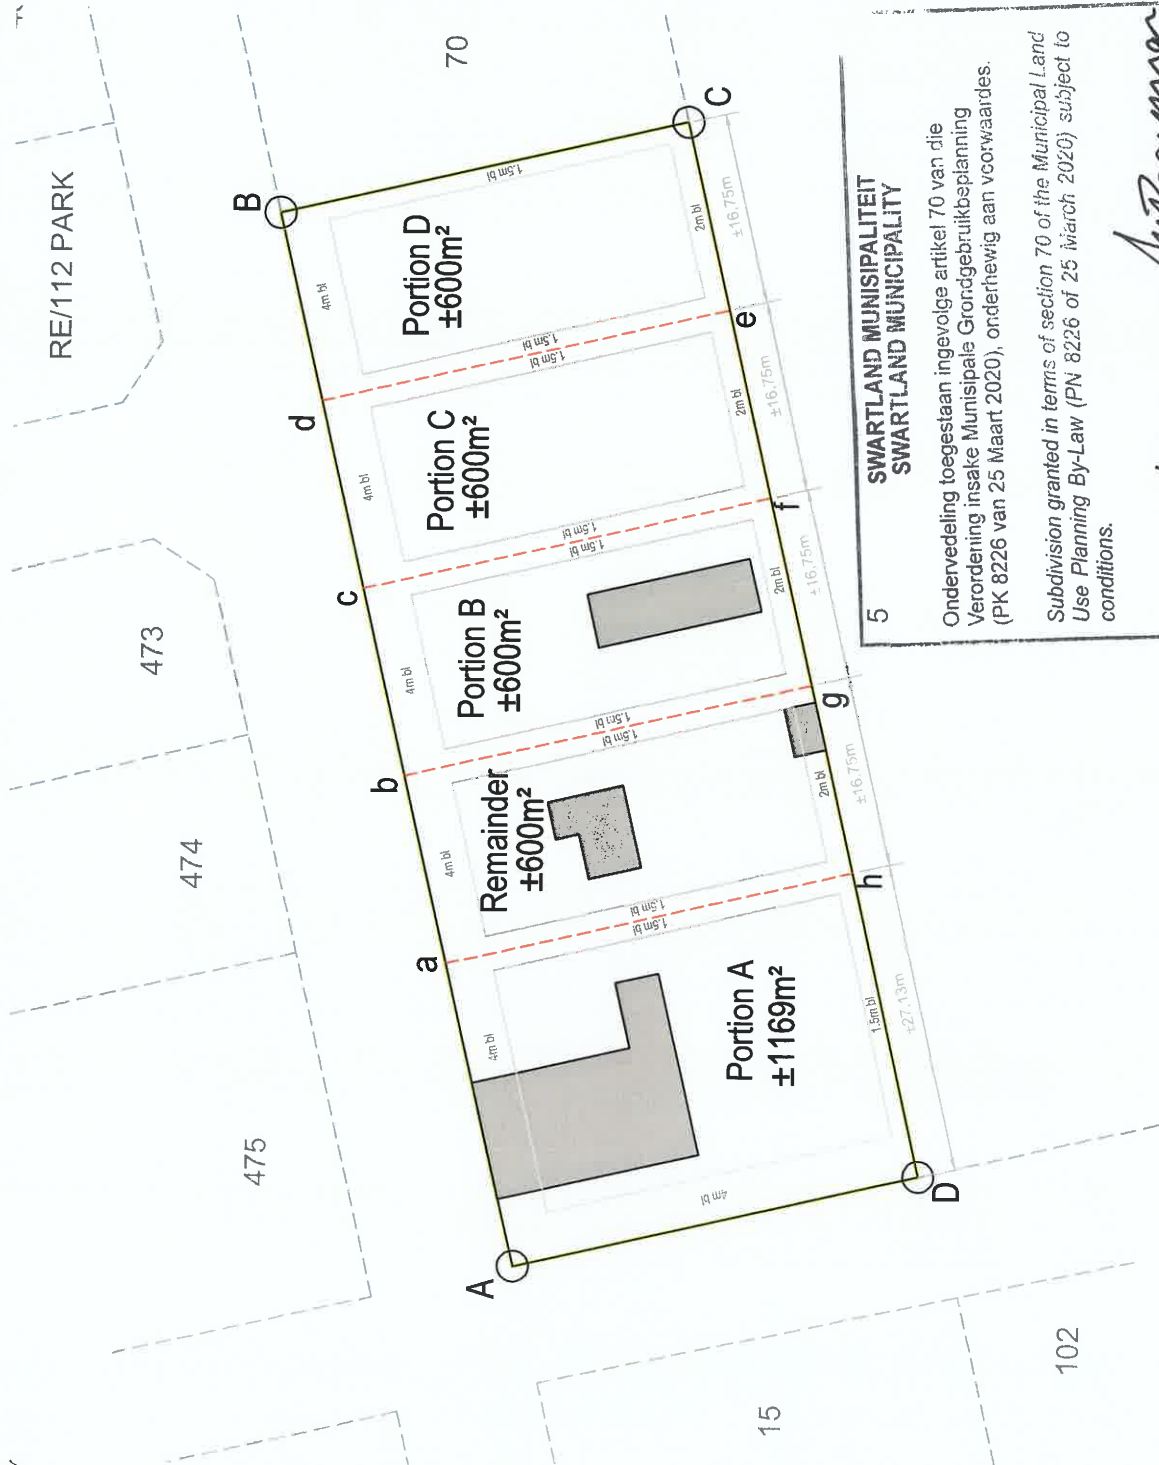 RE/112 PARK
70
473
474
475
15
102
A
B
C
D
a
b
c
d
e
f
g
h
Portion D
±600m²
Portion C
±600m²
Portion B
±600m²
Remainder
±600m²
Portion A
±1169m²
4m bl
4m bl
4m bl
4m bl
4m bl
4m bl
1.5m bl
1.5m bl
1.5m bl
1.5m bl
1.5m bl
1.5m bl
1.5m bl
1.5m bl
1.5m bl
1.5m bl
2m bl
2m bl
2m bl
2m bl
±16.75m
±16.75m
±16.75m
±16.75m
±27.13m
5
SWARTLAND MUNISIPALITEIT
SWARTLAND MUNICIPALITY
Ondervedeling toegestaan ingevolge artikel 70 van die
Verordening insake Munisipale Grondgebruikbeplanning
(PK 8226 van 25 Maart 2020), onderhewig aan voorwaardes.
Subdivision granted in terms of section 70 of the Municipal Land
Use Planning By-Law (PN 8226 of 25 March 2020) subject to
conditions.